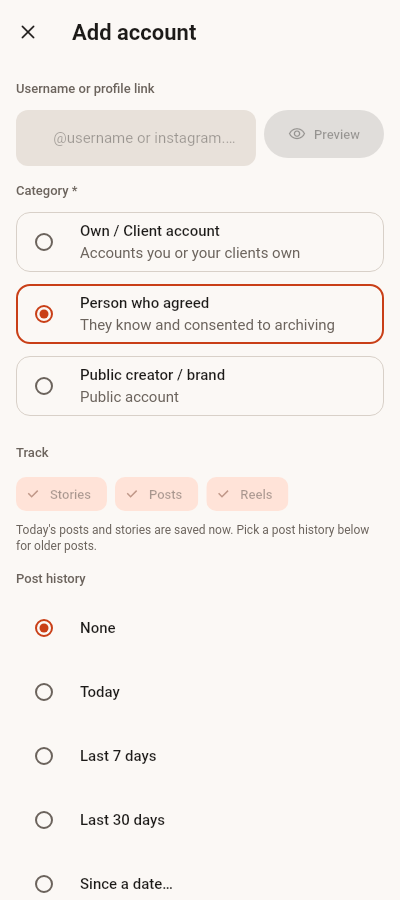 Add account
Username or profile link
@username or instagram.…
Preview
Category *
Own / Client account
Accounts you or your clients own
Person who agreed
They know and consented to archiving
Public creator / brand
Public account
Track
Stories
Posts
Reels
Today's posts and stories are saved now. Pick a post history below
for older posts.
Post history
None
Today
Last 7 days
Last 30 days
Since a date…